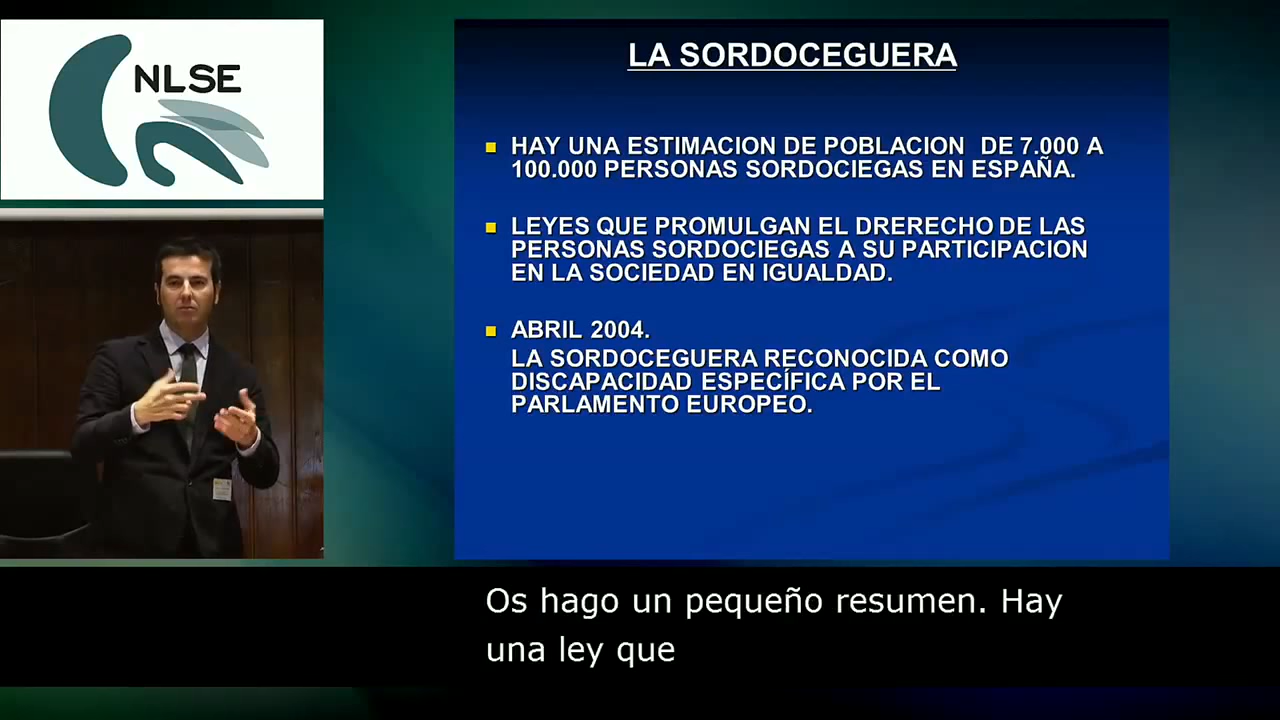 NLSE
LA SORDOCEGUERA
HAY UNA ESTIMACION DE POBLACION DE 7.000 A
100.000 PERSONAS SORDOCIEGAS EN ESPAÑA.
LEYES QUE PROMULGAN EL DRERECHO DE LAS
PERSONAS SORDOCIEGAS A SU PARTICIPACION
EN LA SOCIEDAD EN IGUALDAD.
ABRIL 2004.
LA SORDOCEGUERA RECONOCIDA COMO
DISCAPACIDAD ESPECÍFICA POR EL
PARLAMENTO EUROPEO.
Os hago un pequeño resumen. Hay
una ley que